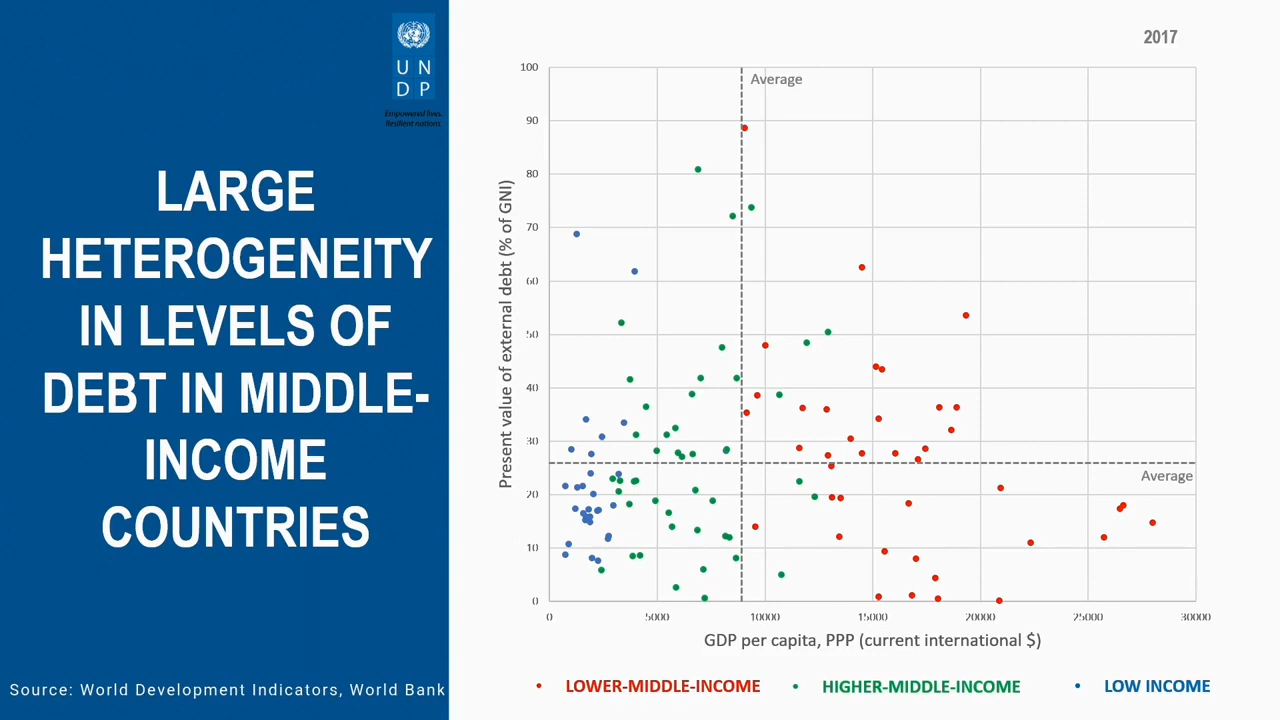 U N
D P
Empowered lives.
Resilient nations.
LARGE
HETEROGENEITY
IN LEVELS OF
DEBT IN MIDDLE-
INCOME
COUNTRIES
Source: World Development Indicators, World Bank
2017
Average
100
90
80
70
60
50
40
30
20
10
0
Present value of external debt (% of GNI)
Average
0
5000
10000
15000
20000
25000
30000
GDP per capita, PPP (current international $)
LOWER-MIDDLE-INCOME
HIGHER-MIDDLE-INCOME
LOW INCOME